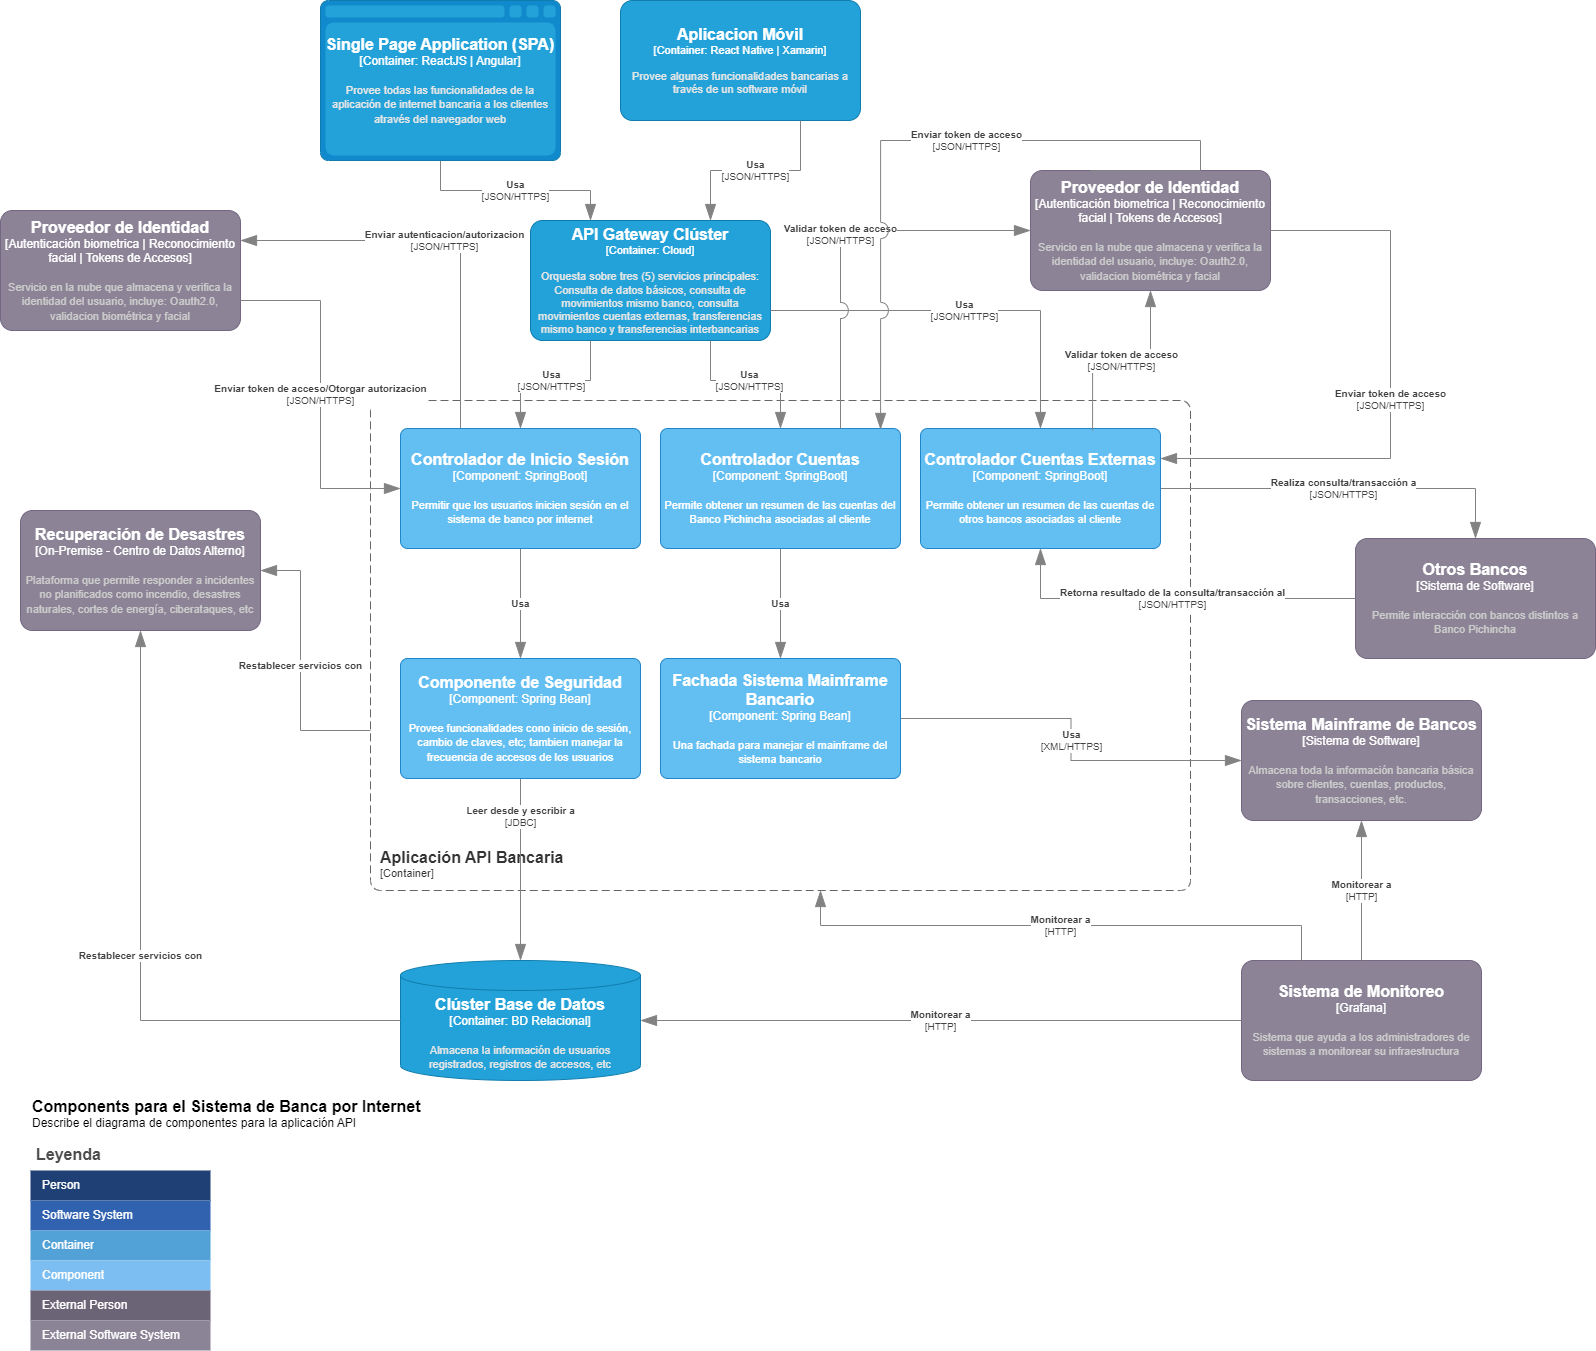 Single Page Application (SPA)
[Container: ReactJS | Angular]
Provee todas las funcionalidades de la
aplicación de internet bancaria a los clientes
através del navegador web
Aplicacion Móvil
[Container: React Native | Xamarin]
Provee algunas funcionalidades bancarias a
través de un software móvil
Usa
[JSON/HTTPS]
Usa
[JSON/HTTPS]
Enviar token de acceso
[JSON/HTTPS]
Proveedor de Identidad
[Autenticación biometrica | Reconocimiento
facial | Tokens de Accesos]
Servicio en la nube que almacena y verifica la
identidad del usuario, incluye: Oauth2.0,
validacion biométrica y facial
Proveedor de Identidad
[Autenticación biometrica | Reconocimiento
facial | Tokens de Accesos]
Servicio en la nube que almacena y verifica la
identidad del usuario, incluye: Oauth2.0,
validacion biométrica y facial
Enviar autenticacion/autorizacion
[JSON/HTTPS]
API Gateway Clúster
[Container: Cloud]
Orquesta sobre tres (5) servicios principales:
Consulta de datos básicos, consulta de
movimientos mismo banco, consulta
movimientos cuentas externas, transferencias
mismo banco y transferencias interbancarias
Validar token de acceso
[JSON/HTTPS]
Usa
[JSON/HTTPS]
Validar token de acceso
[JSON/HTTPS]
Usa
[JSON/HTTPS]
Usa
[JSON/HTTPS]
Enviar token de acceso/Otorgar autorizacion
[JSON/HTTPS]
Enviar token de acceso
[JSON/HTTPS]
Controlador de Inicio Sesión
[Component: SpringBoot]
Permitir que los usuarios inicien sesión en el
sistema de banco por internet
Controlador Cuentas
[Component: SpringBoot]
Permite obtener un resumen de las cuentas del
Banco Pichincha asociadas al cliente
Controlador Cuentas Externas
[Component: SpringBoot]
Permite obtener un resumen de las cuentas de
otros bancos asociadas al cliente
Realiza consulta/transacción a
[JSON/HTTPS]
Recuperación de Desastres
[On-Premise - Centro de Datos Alterno]
Plataforma que permite responder a incidentes
no planificados como incendio, desastres
naturales, cortes de energía, ciberataques, etc
Otros Bancos
[Sistema de Software]
Permite interacción con bancos distintos a
Banco Pichincha
Retorna resultado de la consulta/transacción al
[JSON/HTTPS]
Usa
Usa
Restablecer servicios con
Componente de Seguridad
[Component: Spring Bean]
Provee funcionalidades cono inicio de sesión,
cambio de claves, etc; tambien manejar la
frecuencia de accesos de los usuarios
Fachada Sistema Mainframe
Bancario
[Component: Spring Bean]
Una fachada para manejar el mainframe del
sistema bancario
Usa
[XML/HTTPS]
Sistema Mainframe de Bancos
[Sistema de Software]
Almacena toda la información bancaria básica
sobre clientes, cuentas, productos,
transacciones, etc.
Leer desde y escribir a
[JDBC]
Aplicación API Bancaria
[Container]
Monitorear a
[HTTP]
Monitorear a
[HTTP]
Restablecer servicios con
Clúster Base de Datos
[Container: BD Relacional]
Almacena la información de usuarios
registrados, registros de accesos, etc
Monitorear a
[HTTP]
Sistema de Monitoreo
[Grafana]
Sistema que ayuda a los administradores de
sistemas a monitorear su infraestructura
Components para el Sistema de Banca por Internet
Describe el diagrama de componentes para la aplicación API
Leyenda
Person
Software System
Container
Component
External Person
External Software System